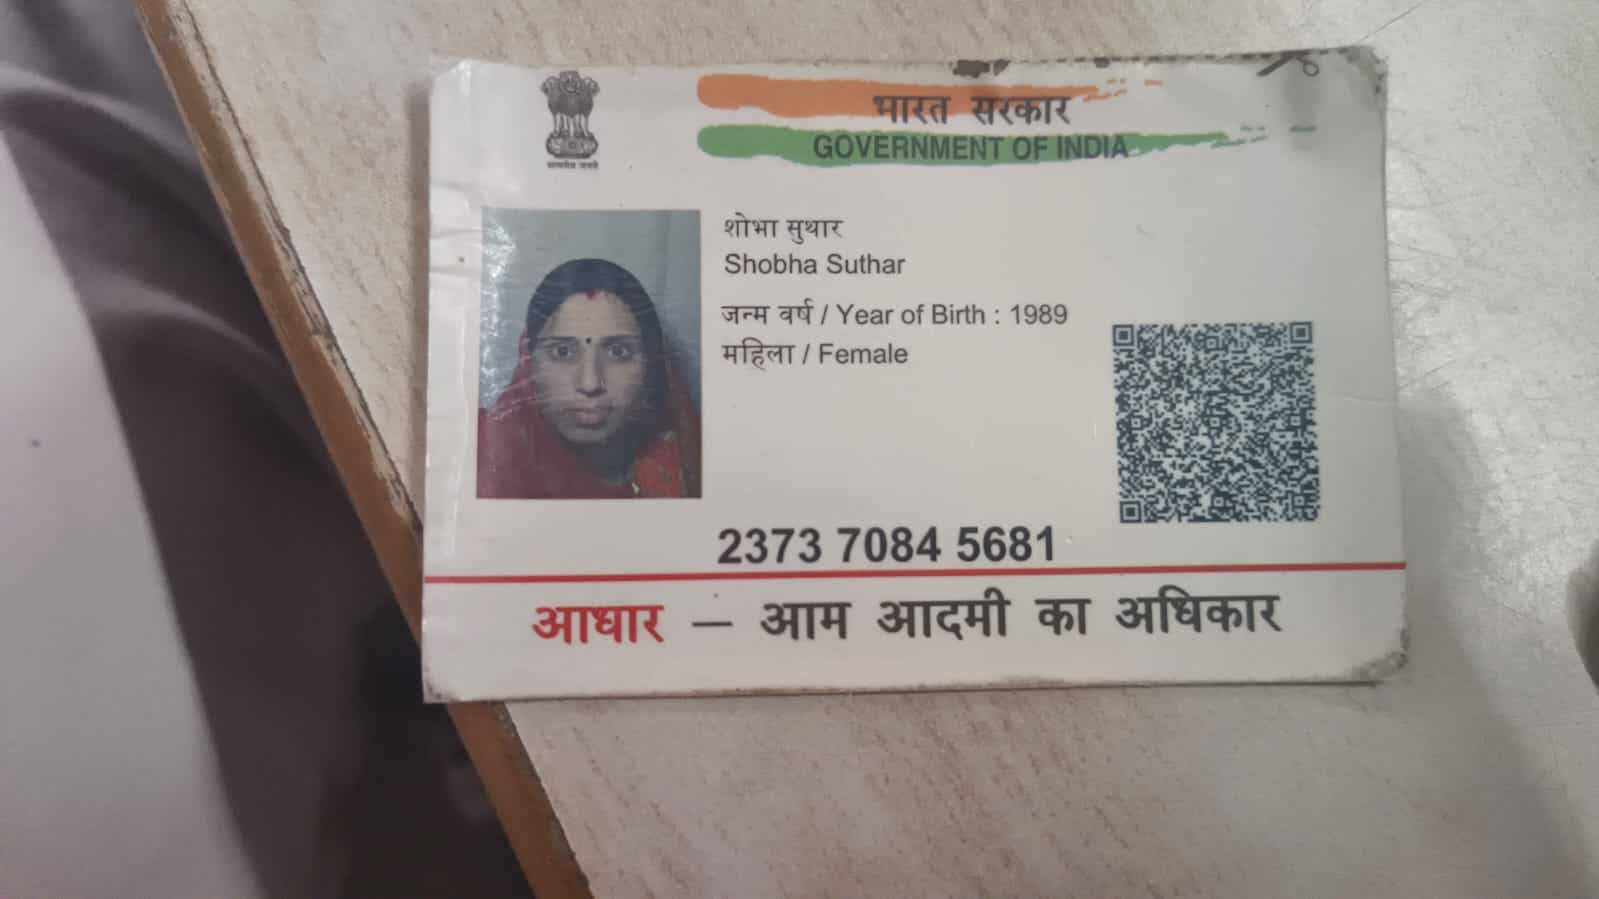 भारत सरकार
GOVERNMENT OF INDIA
सत्यमेव जयते
शोभा सुथार
Shobha Suthar
जन्म वर्ष / Year of Birth : 1989
महिला / Female
2373 7084 5681
आधार — आम आदमी का अधिकार